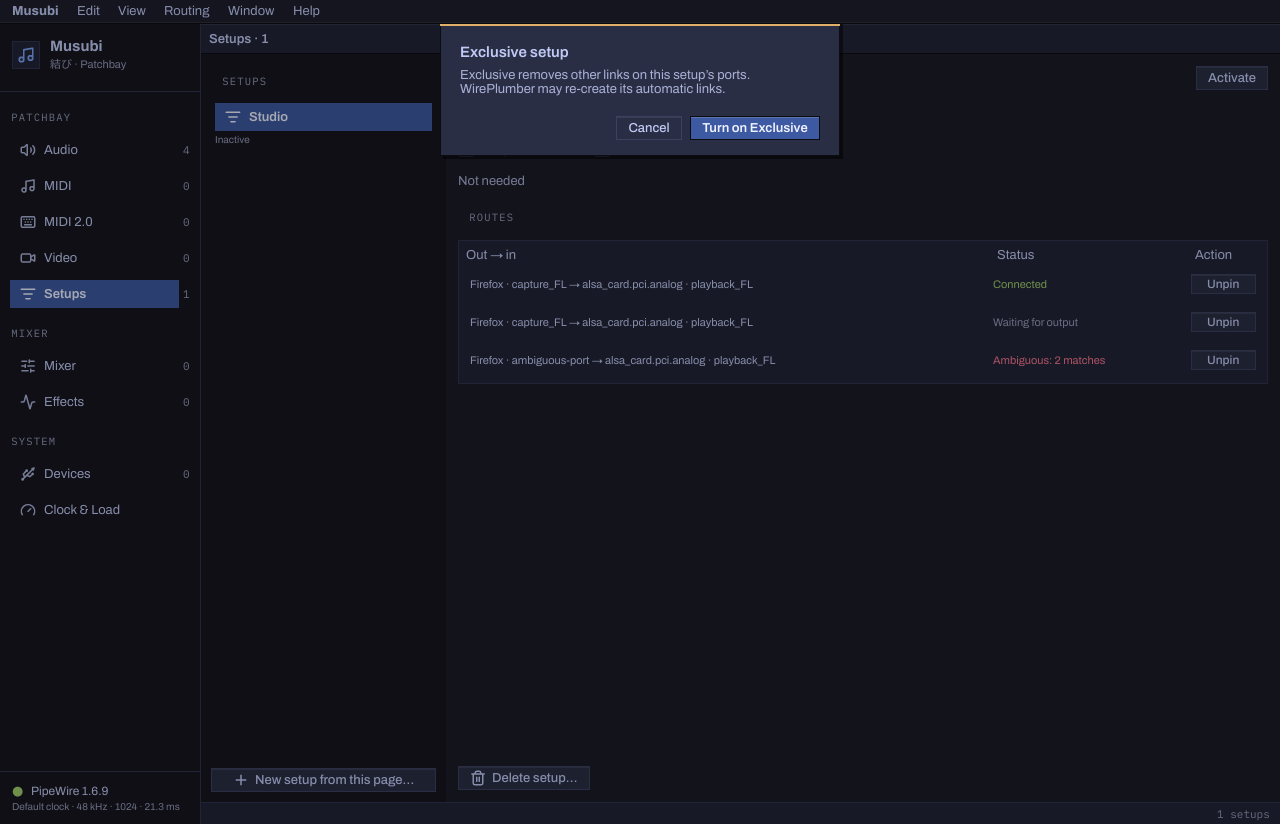 Musubi Edit View Routing Window Help
Musubi
結び · Patchbay
PATCHBAY
Audio 4
MIDI 0
MIDI 2.0 0
Video 0
Setups 1
MIXER
Mixer 0
Effects 0
SYSTEM
Devices 0
Clock & Load
PipeWire 1.6.9
Default clock · 48 kHz · 1024 · 21.3 ms
Setups · 1
SETUPS
Studio
Inactive
New setup from this page…
Exclusive setup
Exclusive removes other links on this setup's ports.
WirePlumber may re-create its automatic links.
Cancel Turn on Exclusive
Activate
Not needed
ROUTES
Out → in Status Action
Firefox · capture_FL → alsa_card.pci.analog · playback_FL Connected Unpin
Firefox · capture_FL → alsa_card.pci.analog · playback_FL Waiting for output Unpin
Firefox · ambiguous-port → alsa_card.pci.analog · playback_FL Ambiguous: 2 matches Unpin
Delete setup…
1 setups